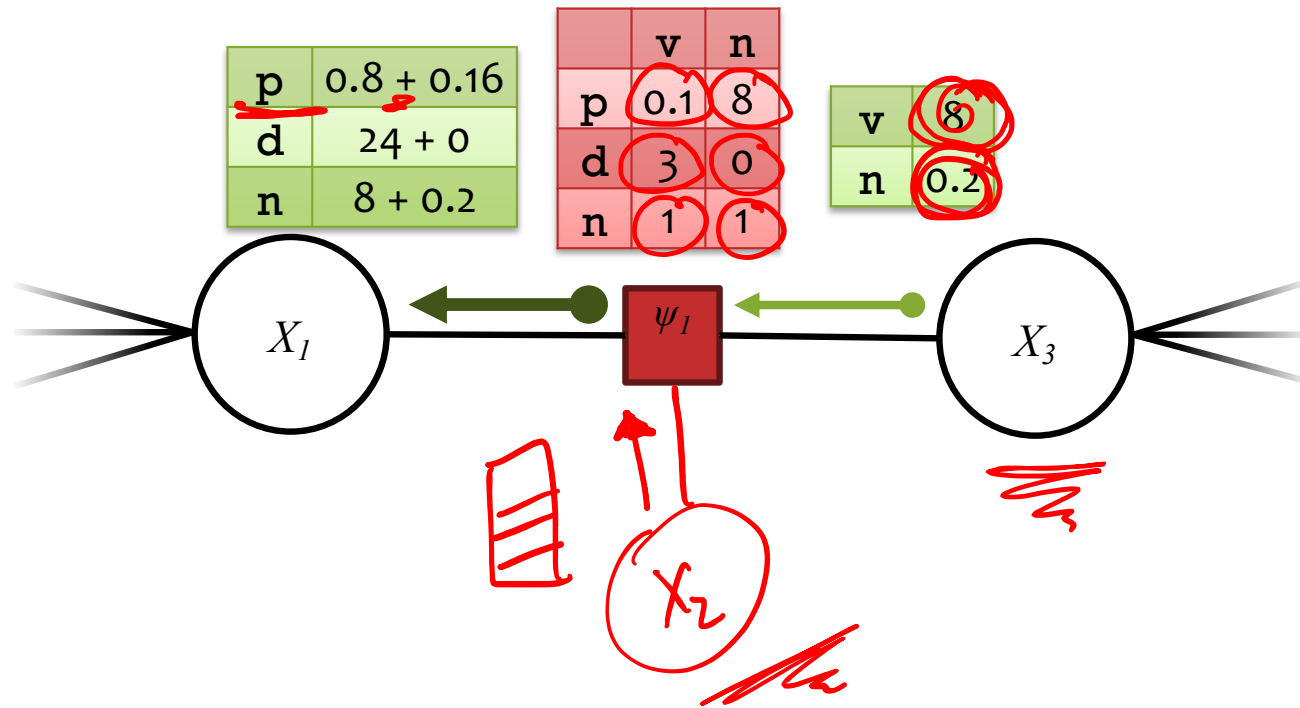 p 0.8 + 0.16
d 24 + 0
n 8 + 0.2
v n
p 0.1 8
d 3 0
n 1 1
v 8
n 0.2
X1
ψ1
X3
X2